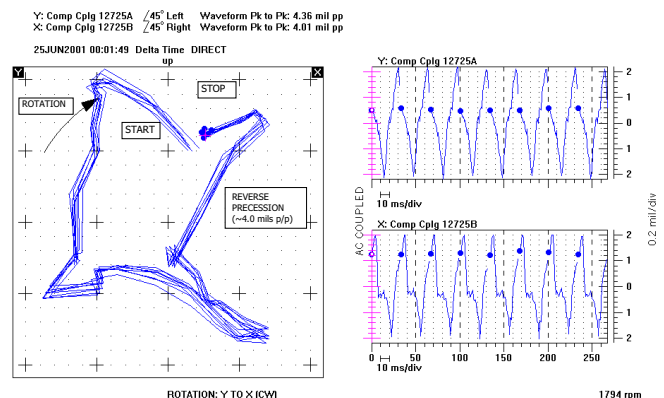 Y: Comp Cplg 12725A ∠45° Left Waveform Pk to Pk: 4.36 mil pp
X: Comp Cplg 12725B ∠45° Right Waveform Pk to Pk: 4.01 mil pp
25JUN2001 00:01:49 Delta Time DIRECT
up
Y
X
ROTATION
START
STOP
REVERSE
PRECESSION
(~4.0 mils p/p)
ROTATION: Y TO X (CW)
Y: Comp Cplg 12725A
2
1
0
1
2
10 ms/div
AC COUPLED
0.2 mil/div
X: Comp Cplg 12725B
2
1
0
1
2
0 50 100 150 200 250
10 ms/div
1794 rpm